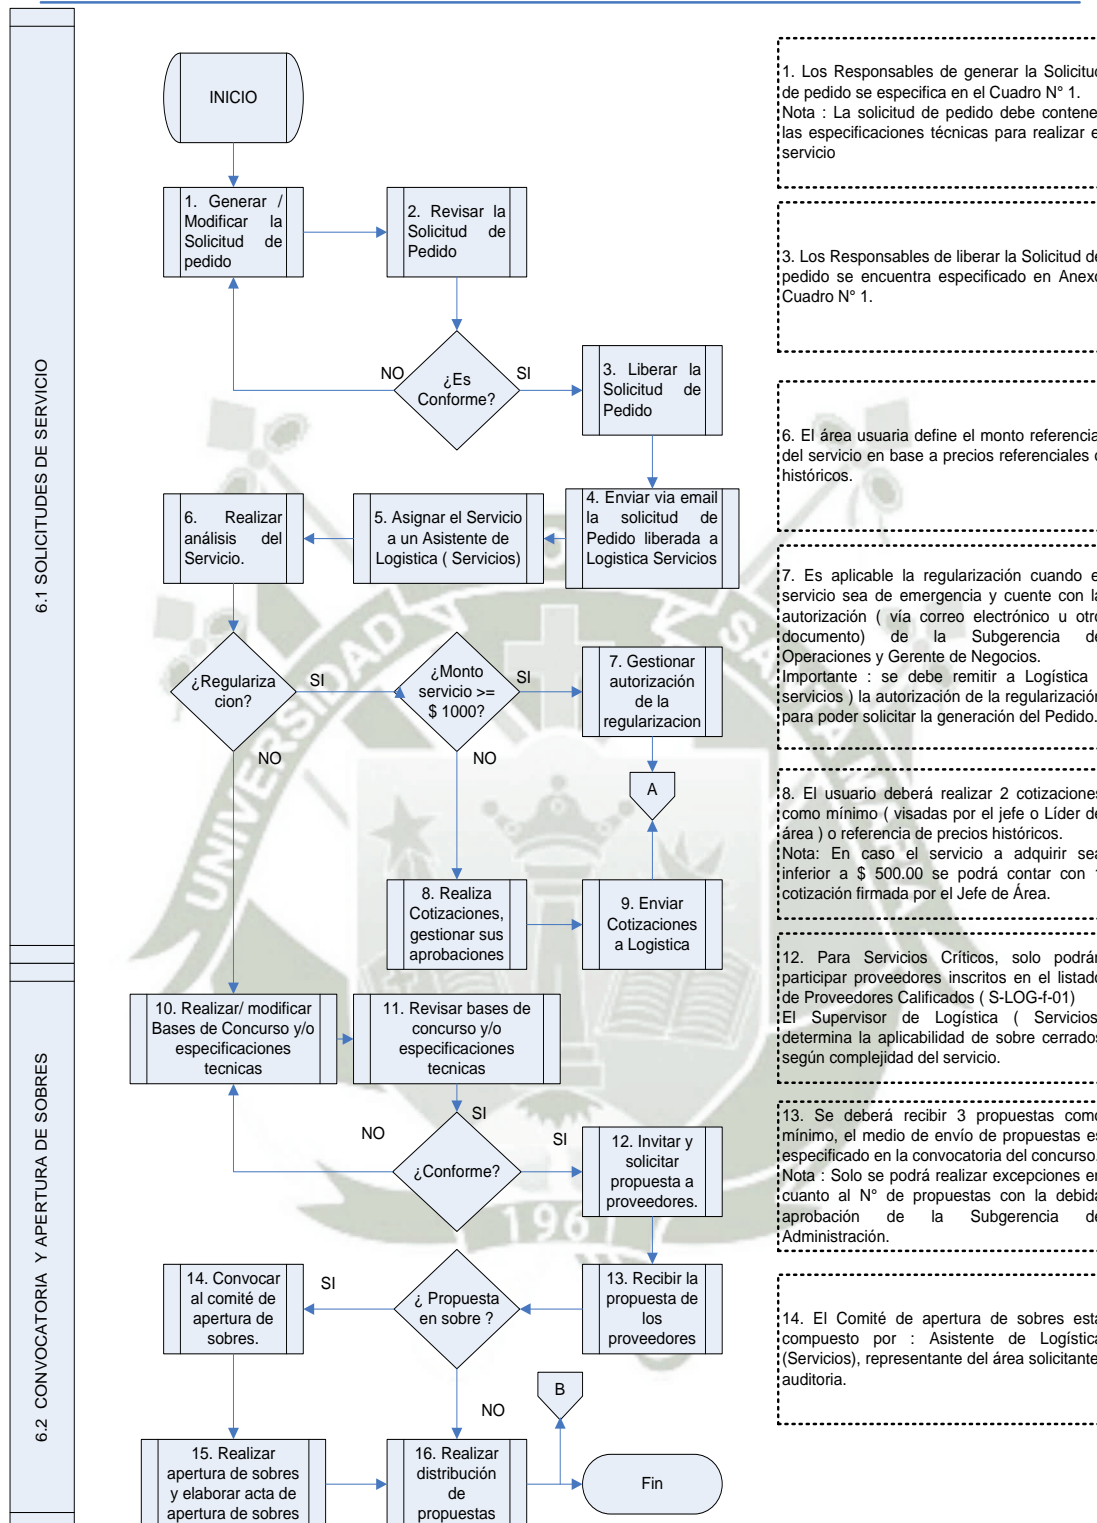 6.1 SOLICITUDES DE SERVICIO
INICIO
1. Generar /
Modificar la
Solicitud de
pedido
2. Revisar la
Solicitud de
Pedido
¿Es
Conforme?
NO
SI
3. Liberar la
Solicitud de
Pedido
4. Enviar via email
la solicitud de
Pedido liberada a
Logistica Servicios
5. Asignar el Servicio
a un Asistente de
Logistica ( Servicios)
6. Realizar
análisis del
Servicio.
¿Regulariza
cion?
SI
NO
¿Monto
servicio >=
$ 1000?
SI
NO
7. Gestionar
autorización
de la
regularizacion
A
8. Realiza
Cotizaciones,
gestionar sus
aprobaciones
9. Enviar
Cotizaciones
a Logistica
6.2 CONVOCATORIA Y APERTURA DE SOBRES
10. Realizar/ modificar
Bases de Concurso y/o
especificaciones
tecnicas
11. Revisar bases de
concurso y/o
especificaciones
tecnicas
SI
NO
¿Conforme?
SI
12. Invitar y
solicitar
propuesta a
proveedores.
13. Recibir la
propuesta de
los
proveedores
¿ Propuesta
en sobre ?
SI
NO
14. Convocar
al comité de
apertura de
sobres.
15. Realizar
apertura de sobres
y elaborar acta de
apertura de sobres
16. Realizar
distribución
de
propuestas
B
Fin
1. Los Responsables de generar la Solicitud
de pedido se especifica en el Cuadro N° 1.
Nota : La solicitud de pedido debe contene
las especificaciones técnicas para realizar e
servicio
3. Los Responsables de liberar la Solicitud de
pedido se encuentra especificado en Anexo
Cuadro N° 1.
6. El área usuaria define el monto referencia
del servicio en base a precios referenciales o
históricos.
7. Es aplicable la regularización cuando e
servicio sea de emergencia y cuente con la
autorización ( vía correo electrónico u otro
documento) de la Subgerencia de
Operaciones y Gerente de Negocios.
Importante : se debe remitir a Logística
servicios ) la autorización de la regularización
para poder solicitar la generación del Pedido.
8. El usuario deberá realizar 2 cotizaciones
como mínimo ( visadas por el jefe o Líder de
área ) o referencia de precios históricos.
Nota: En caso el servicio a adquirir sea
inferior a $ 500.00 se podrá contar con 1
cotización firmada por el Jefe de Área.
12. Para Servicios Críticos, solo podrán
participar proveedores inscritos en el listado
de Proveedores Calificados ( S-LOG-f-01)
El Supervisor de Logística ( Servicios
determina la aplicabilidad de sobre cerrados
según complejidad del servicio.
13. Se deberá recibir 3 propuestas como
mínimo, el medio de envío de propuestas es
especificado en la convocatoria del concurso.
Nota : Solo se podrá realizar excepciones en
cuanto al N° de propuestas con la debida
aprobación de la Subgerencia de
Administración.
14. El Comité de apertura de sobres esta
compuesto por : Asistente de Logística
(Servicios), representante del área solicitante
auditoria.
UNIVERSIDAD
SANTA MARIA
1961